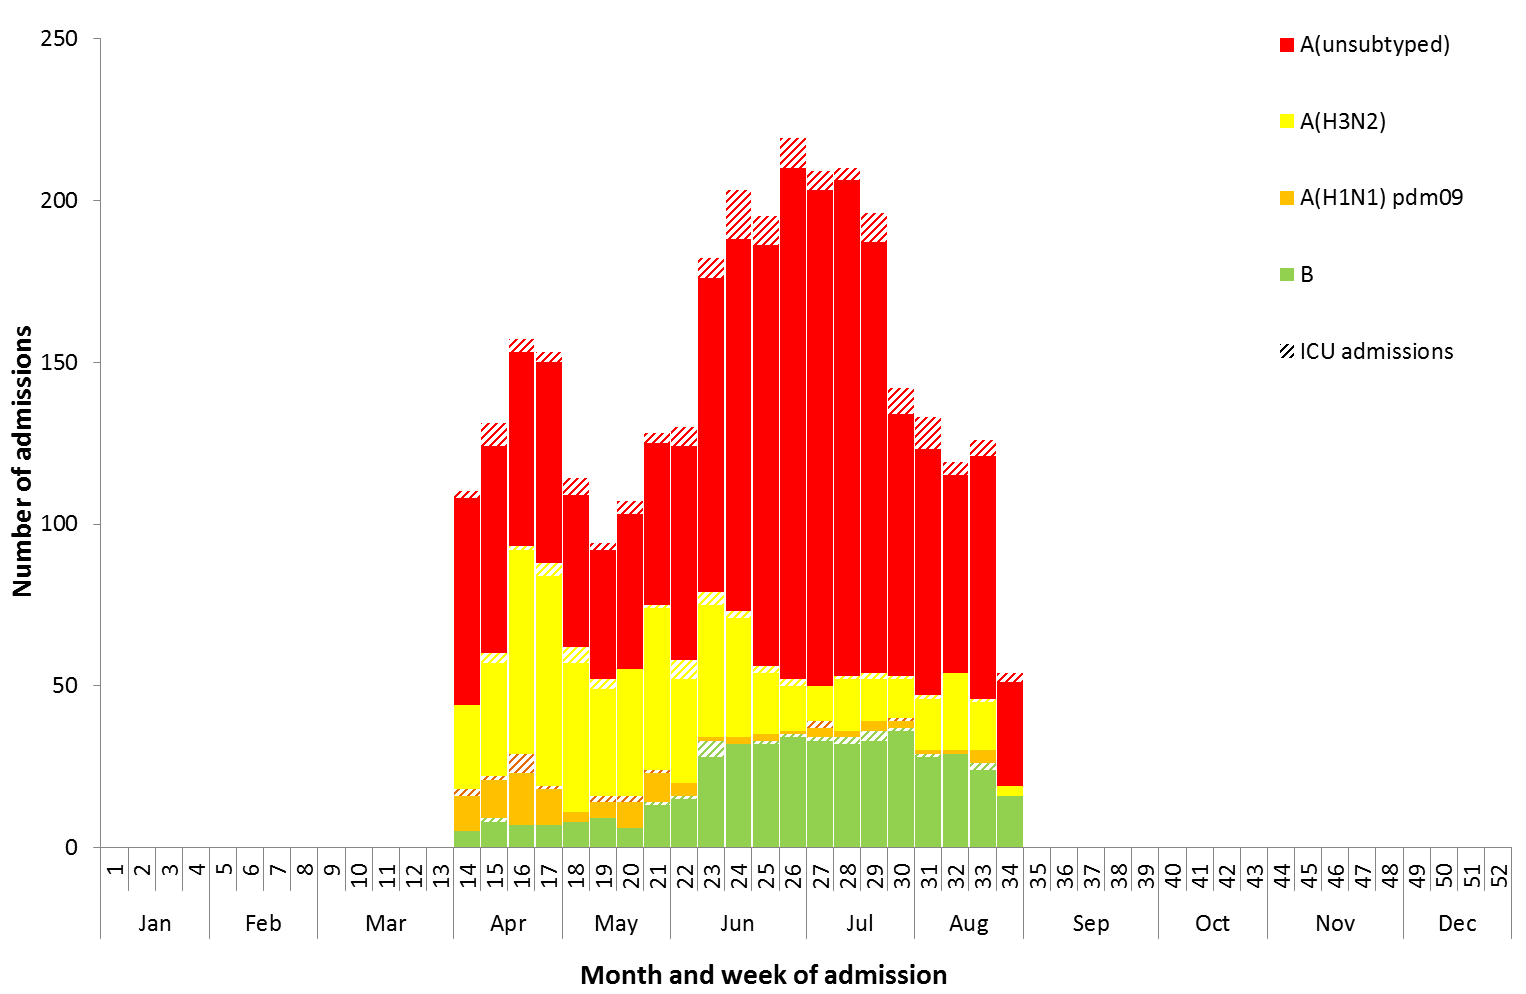 250
200
150
100
50
0
Number of admissions
A(unsubtyped)
A(H3N2)
A(H1N1) pdm09
B
ICU admissions
1 2 3 4 5 6 7 8 9 10 11 12 13 14 15 16 17 18 19 20 21 22 23 24 25 26 27 28 29 30 31 32 33 34 35 36 37 38 39 40 41 42 43 44 45 46 47 48 49 50 51 52
Jan Feb Mar Apr May Jun Jul Aug Sep Oct Nov Dec
Month and week of admission